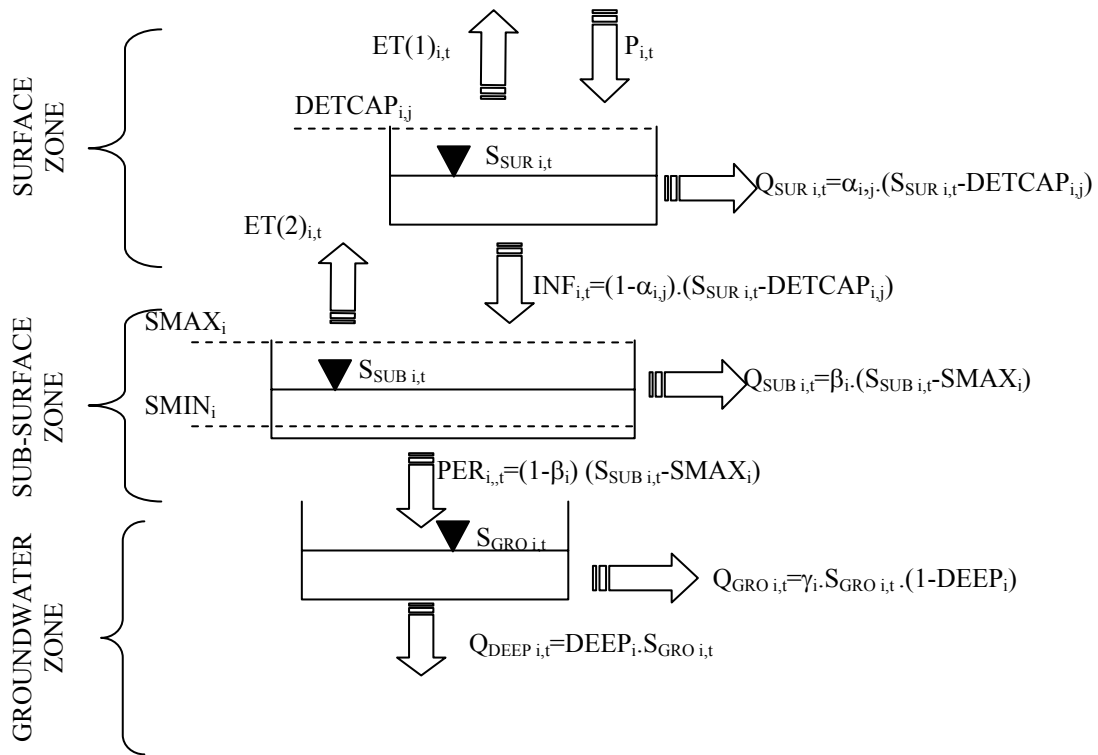 ET(1)i,t
Pi,t
SURFACE
ZONE
DETCAPi,j
SSUR i,t
QSUR i,t=αi,j.(SSUR i,t-DETCAPi,j)
ET(2)i,t
INFi,t=(1-αi,j).(SSUR i,t-DETCAPi,j)
SUB-SURFACE
ZONE
SMAXi
SSUB i,t
QSUB i,t=βi.(SSUB i,t-SMAXi)
SMINi
PERi,,t=(1-βi) (SSUB i,t-SMAXi)
GROUNDWATER
ZONE
SGRO i,t
QGRO i,t=γi.SGRO i,t.(1-DEEPi)
QDEEP i,t=DEEPi.SGRO i,t